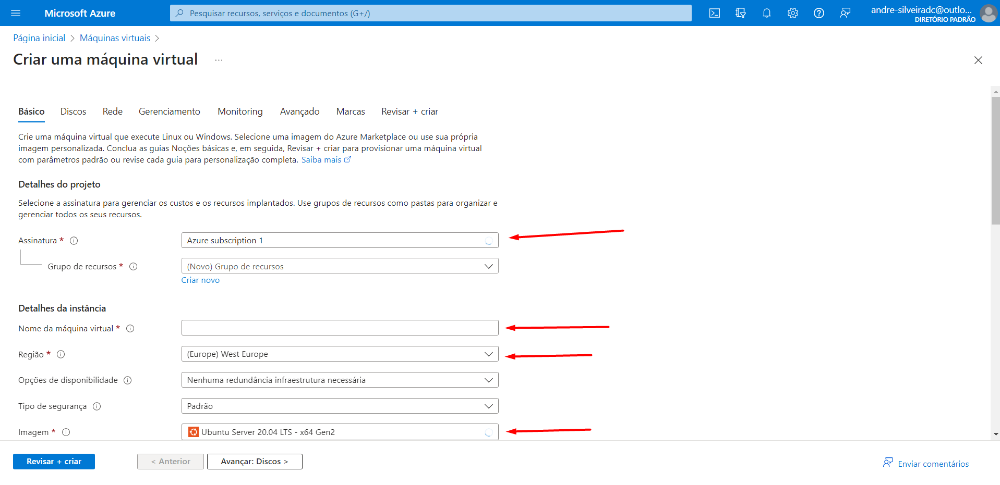 Microsoft Azure
Pesquisar recursos, serviços e documentos (G+/)
andre-silveiradc@outlo...
DIRETÓRIO PADRÃO
Página inicial > Máquinas virtuais >
Criar uma máquina virtual ...
Básico Discos Rede Gerenciamento Monitoring Avançado Marcas Revisar + criar
Crie uma máquina virtual que execute Linux ou Windows. Selecione uma imagem do Azure Marketplace ou use sua própria
imagem personalizada. Conclua as guias Noções básicas e, em seguida, Revisar + criar para provisionar uma máquina virtual
com parâmetros padrão ou revise cada guia para personalização completa. Saiba mais
Detalhes do projeto
Selecione a assinatura para gerenciar os custos e os recursos implantados. Use grupos de recursos como pastas para organizar e
gerenciar todos os seus recursos.
Assinatura * Azure subscription 1
Grupo de recursos * (Novo) Grupo de recursos
Criar novo
Detalhes da instância
Nome da máquina virtual *
Região * (Europe) West Europe
Opções de disponibilidade Nenhuma redundância infraestrutura necessária
Tipo de segurança Padrão
Imagem * Ubuntu Server 20.04 LTS - x64 Gen2
Revisar + criar < Anterior Avançar: Discos > Enviar comentários